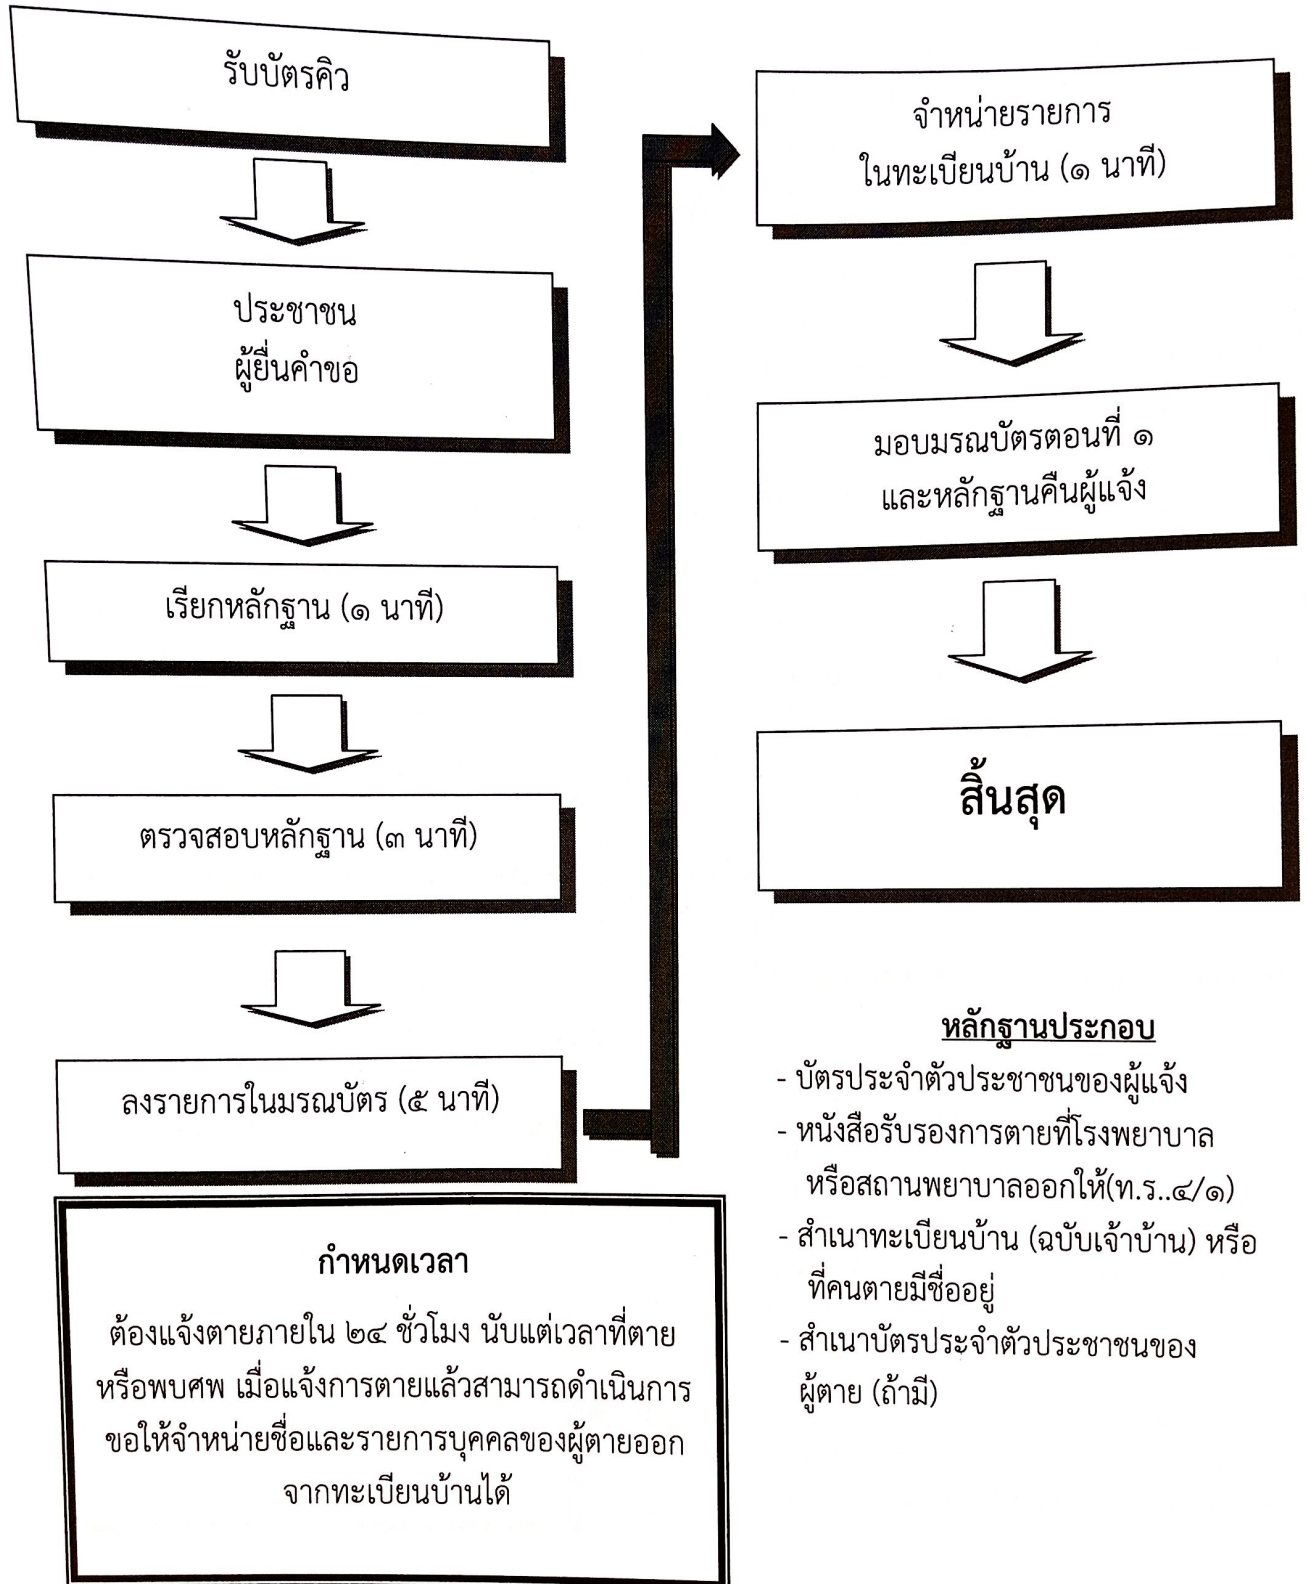 รับบัตรคิว
ประชาชน
ผู้ยื่นคำขอ
เรียกหลักฐาน (๑ นาที)
ตรวจสอบหลักฐาน (๓ นาที)
ลงรายการในมรณบัตร (๕ นาที)
กำหนดเวลา
ต้องแจ้งตายภายใน ๒๔ ชั่วโมง นับแต่เวลาที่ตาย
หรือพบศพ เมื่อแจ้งการตายแล้วสามารถดำเนินการ
ขอให้จำหน่ายชื่อและรายการบุคคลของผู้ตายออก
จากทะเบียนบ้านได้
จำหน่ายรายการ
ในทะเบียนบ้าน (๑ นาที)
มอบมรณบัตรตอนที่ ๑
และหลักฐานคืนผู้แจ้ง
สิ้นสุด
หลักฐานประกอบ
- บัตรประจำตัวประชาชนของผู้แจ้ง
- หนังสือรับรองการตายที่โรงพยาบาล
หรือสถานพยาบาลออกให้(ท.ร..๔/๑)
- สำเนาทะเบียนบ้าน (ฉบับเจ้าบ้าน) หรือ
ที่คนตายมีชื่ออยู่
- สำเนาบัตรประจำตัวประชาชนของ
ผู้ตาย (ถ้ามี)